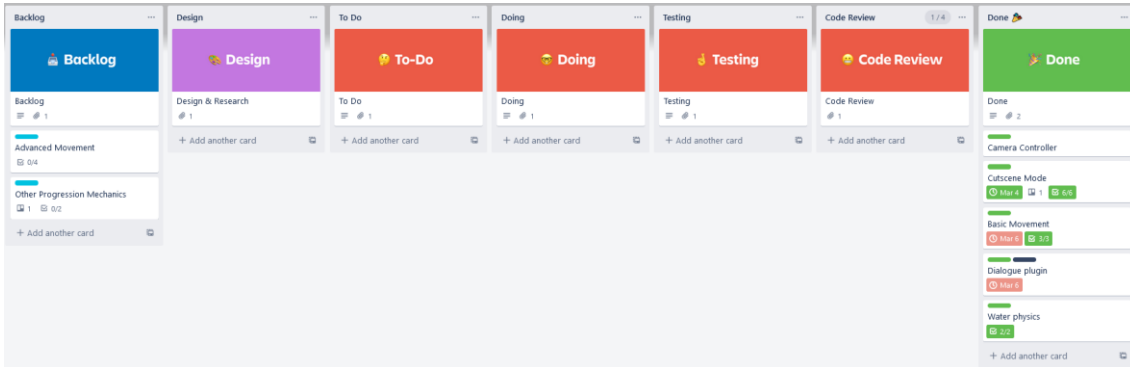 Backlog
Backlog
Backlog
1
Advanced Movement
0/4
Other Progression Mechanics
1 0/2
+ Add another card
Design
Design
Design & Research
1
+ Add another card
To Do
To-Do
To Do
1
+ Add another card
Doing
Doing
Doing
1
+ Add another card
Testing
Testing
Testing
1
+ Add another card
Code Review 1 / 4
Code Review
Code Review
1
+ Add another card
Done
Done
Done
2
Camera Controller
Cutscene Mode
Mar 4 1 6/6
Basic Movement
Mar 6 3/3
Dialogue plugin
Mar 6
Water physics
2/2
+ Add another card